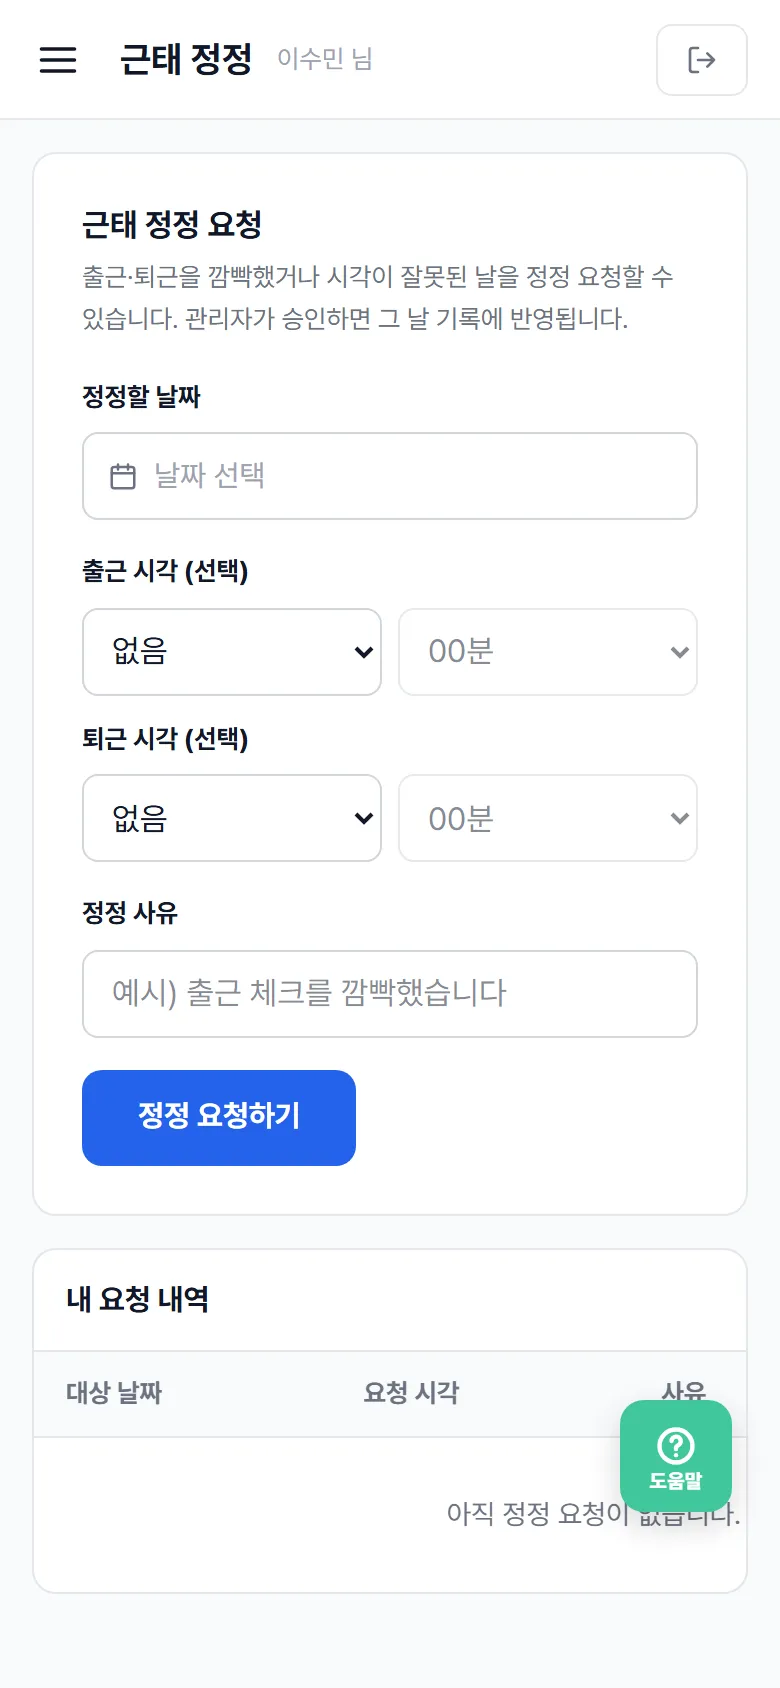 근태 정정
이수민 님
근태 정정 요청
출근·퇴근을 깜빡했거나 시각이 잘못된 날을 정정 요청할 수
있습니다. 관리자가 승인하면 그 날 기록에 반영됩니다.
정정할 날짜
날짜 선택
출근 시각 (선택)
없음
00분
퇴근 시각 (선택)
없음
00분
정정 사유
예시) 출근 체크를 깜빡했습니다
정정 요청하기
내 요청 내역
대상 날짜
요청 시각
사유
도움말
아직 정정 요청이 없습니다.